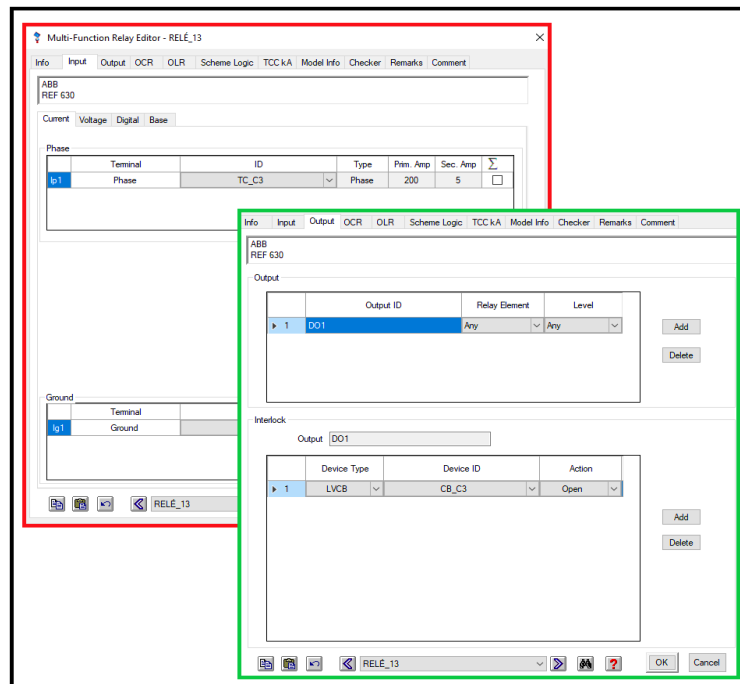 Multi-Function Relay Editor - RELÉ_13
Info Input Output OCR OLR Scheme Logic TCC kA Model Info Checker Remarks Comment
ABB
REF 630
Current Voltage Digital Base
Phase
Terminal ID Type Prim. Amp Sec. Amp Σ
Ip1 Phase TC_C3 Phase 200 5
Ground
Terminal
Ig1 Ground
RELÉ_13
Info Input Output OCR OLR Scheme Logic TCC kA Model Info Checker Remarks Comment
ABB
REF 630
Output
Output ID Relay Element Level
1 DO1 Any Any
Add
Delete
Interlock
Output DO1
Device Type Device ID Action
1 LVCB CB_C3 Open
Add
Delete
RELÉ_13 ? OK Cancel